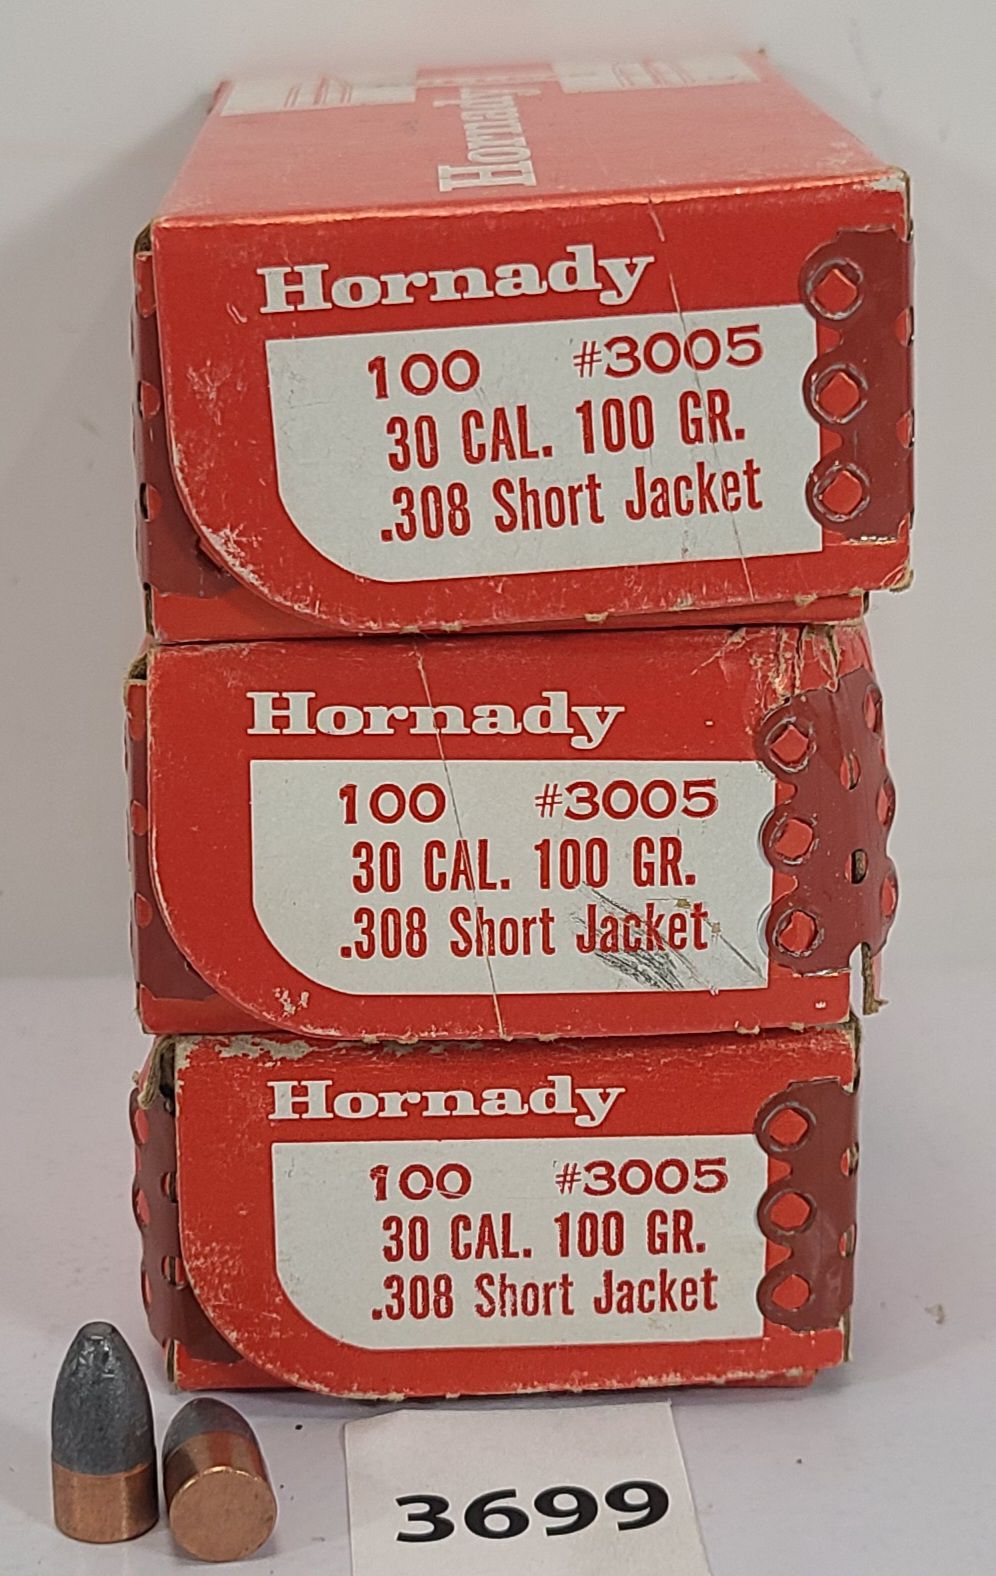 Hornady
Hornady
100 #3005
30 CAL. 100 GR.
.308 Short Jacket
Hornady
100 #3005
30 CAL. 100 GR.
.308 Short Jacket
Hornady
100 #3005
30 CAL. 100 GR.
.308 Short Jacket
3699